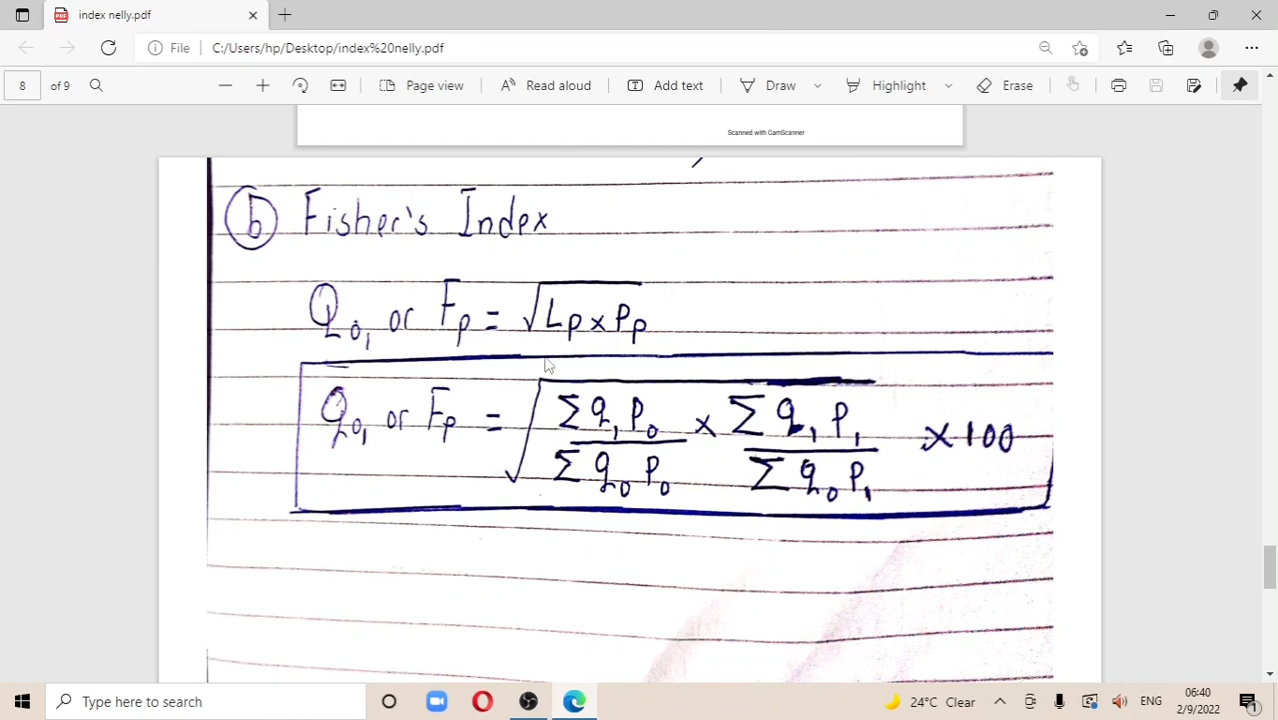 index nelly.pdf
File C:/Users/hp/Desktop/index%20nelly.pdf
8 of 9 Page view Read aloud Add text Draw Highlight Erase
Scanned with CamScanner
(b) Fisher's Index
Q₀₁ or Fp = √Lp × Pp
Q₀₁ or Fp = √(Σq₁P₀ / Σq₀P₀ × Σq₁P₁ / Σq₀P₁) × 100
Type here to search 24°C Clear ENG 06:40
2/9/2022 1